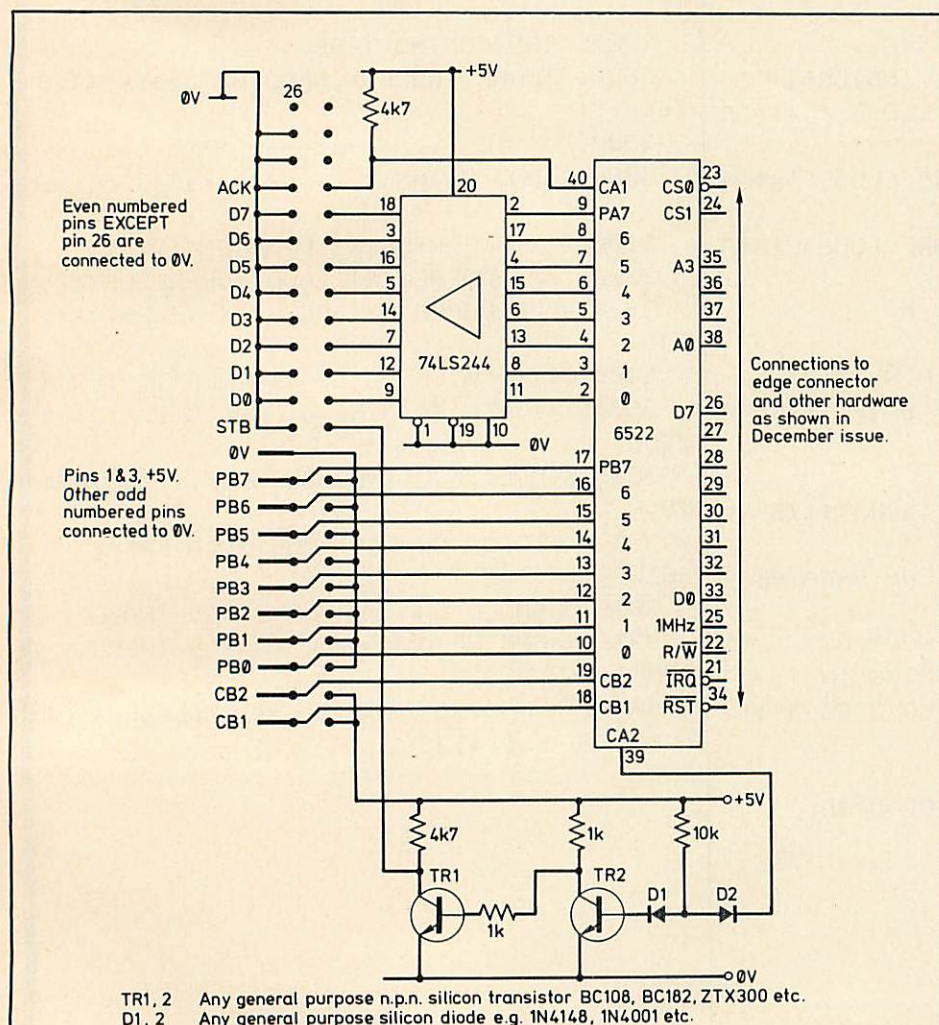 +5V
0V
26
4k7
ACK
D7
D6
D5
D4
D3
D2
D1
D0
STB
Even numbered
pins EXCEPT
pin 26 are
connected to 0V.
20
18
3
16
5
14
7
12
9
2
17
4
15
6
13
8
11
74LS244
1
19
10
0V
40
9
8
7
6
5
4
3
2
CA1
PA7
6
5
4
3
2
1
0
6522
CS0
CS1
A3
A0
D7
D0
1MHz
R/W̅
I̅R̅Q̅
R̅S̅T̅
23
24
35
36
37
38
26
27
28
29
30
31
32
33
25
22
21
34
Connections to
edge connector
and other hardware
as shown in
December issue.
0V
PB7
PB6
PB5
PB4
PB3
PB2
PB1
PB0
CB2
CB1
Pins 1&3, +5V.
Other odd
numbered pins
connected to 0V.
17
16
15
14
13
12
11
10
19
18
PB7
6
5
4
3
2
1
0
CB2
CB1
CA2
39
+5V
4k7
1k
10k
TR1
TR2
D1
D2
1k
0V
TR1, 2 Any general purpose n.p.n. silicon transistor BC108, BC182, ZTX300 etc.
D1, 2 Any general purpose silicon diode e.g. 1N4148, 1N4001 etc.